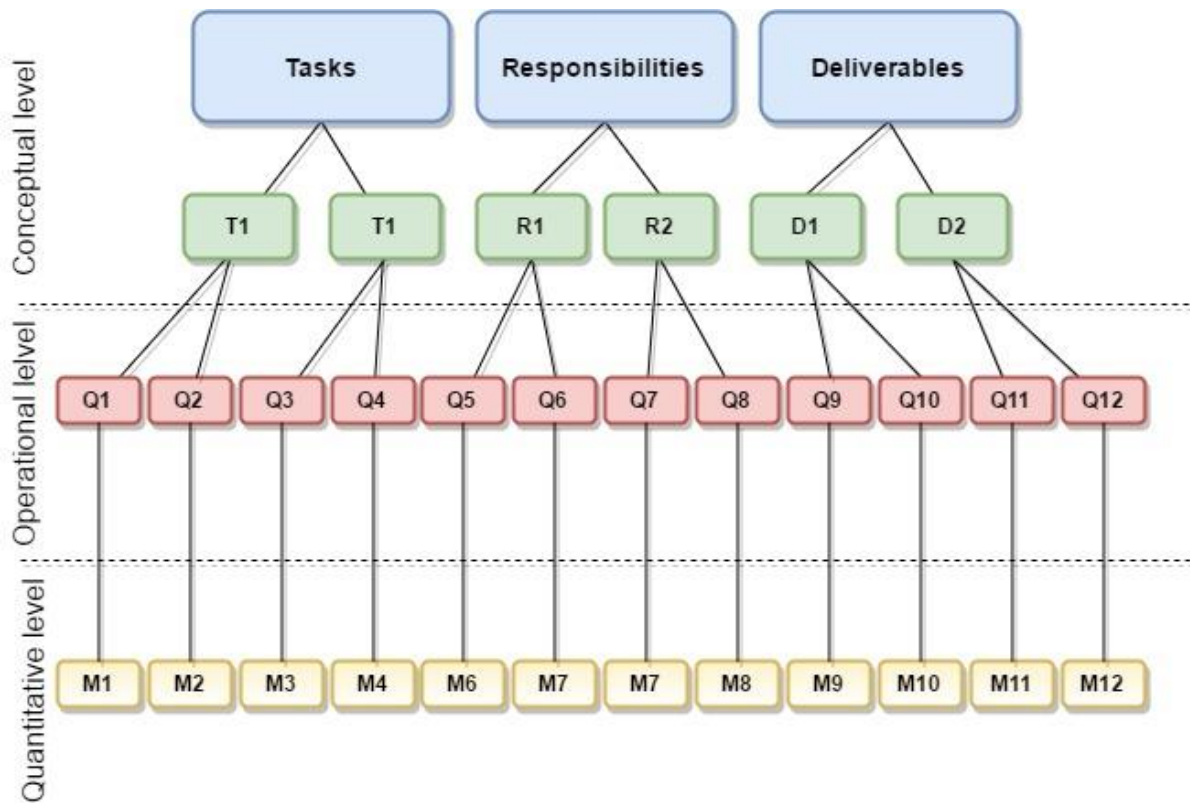 Conceptual level
Tasks
Responsibilities
Deliverables
T1
T1
R1
R2
D1
D2
Operational lelvel
Q1
Q2
Q3
Q4
Q5
Q6
Q7
Q8
Q9
Q10
Q11
Q12
Quantitative level
M1
M2
M3
M4
M6
M7
M7
M8
M9
M10
M11
M12